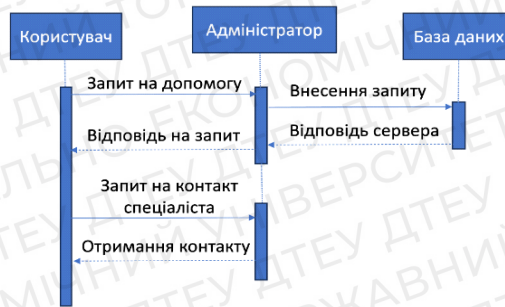 Користувач
Адміністратор
База даних
Запит на допомогу
Внесення запиту
Відповідь на запит
Відповідь сервера
Запит на контакт
спеціаліста
Отримання контакту